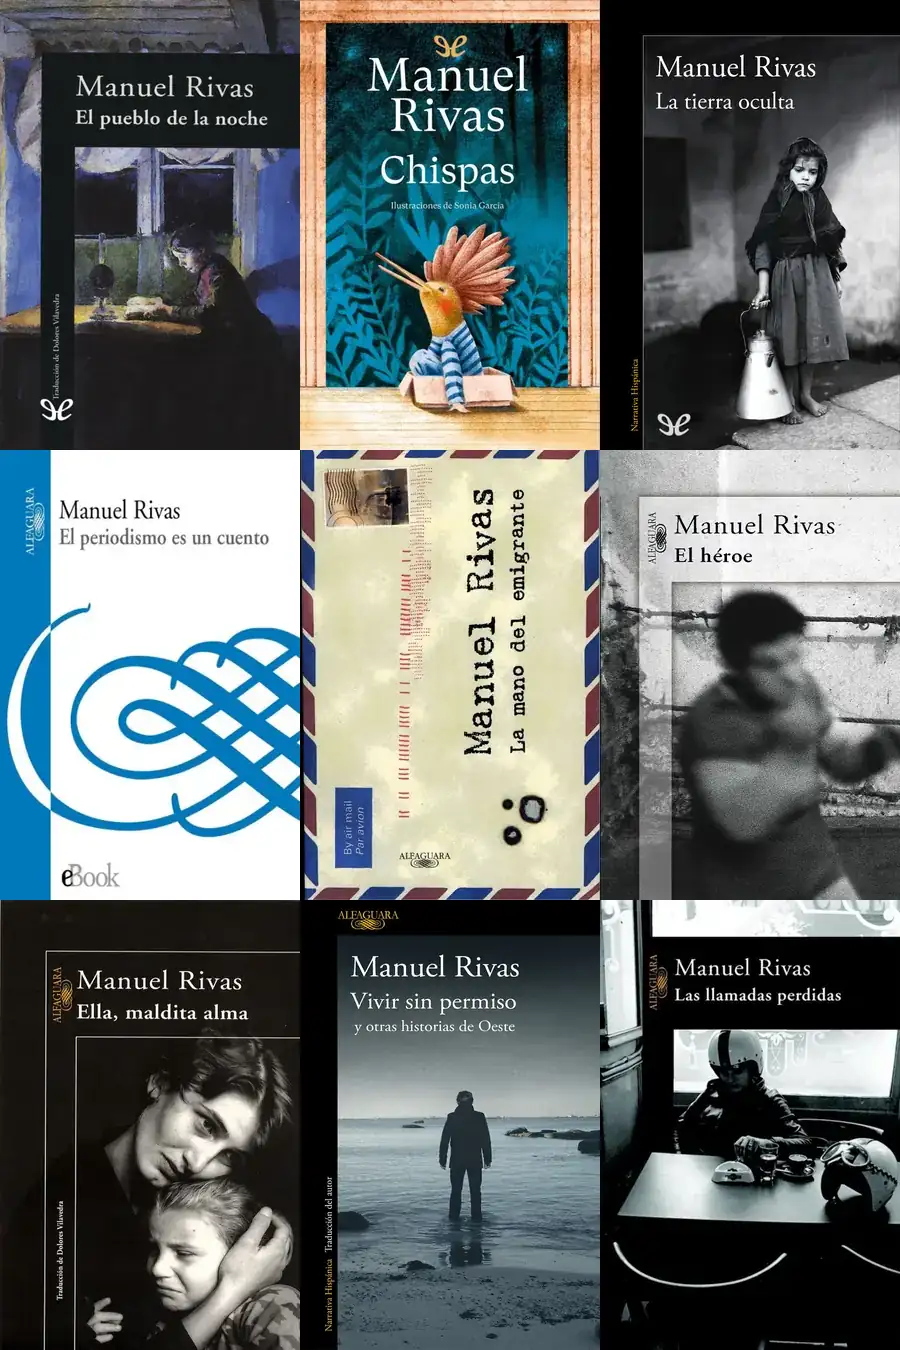 Manuel Rivas
El pueblo de la noche
Traducción de Dolores Vilavedra
Manuel
Rivas
Chispas
Ilustraciones de Sonia García
Manuel Rivas
La tierra oculta
Narrativa Hispánica
ALFAGUARA
Manuel Rivas
El periodismo es un cuento
eBook
Manuel Rivas
La mano del emigrante
By air mail
Par avion
ALFAGUARA
ALFAGUARA
Manuel Rivas
El héroe
ALFAGUARA
Manuel Rivas
Ella, maldita alma
Traducción de Dolores Vilavedra
ALFAGUARA
Manuel Rivas
Vivir sin permiso
y otras historias de Oeste
Narrativa Hispánica Traducción del autor
ALFAGUARA
Manuel Rivas
Las llamadas perdidas